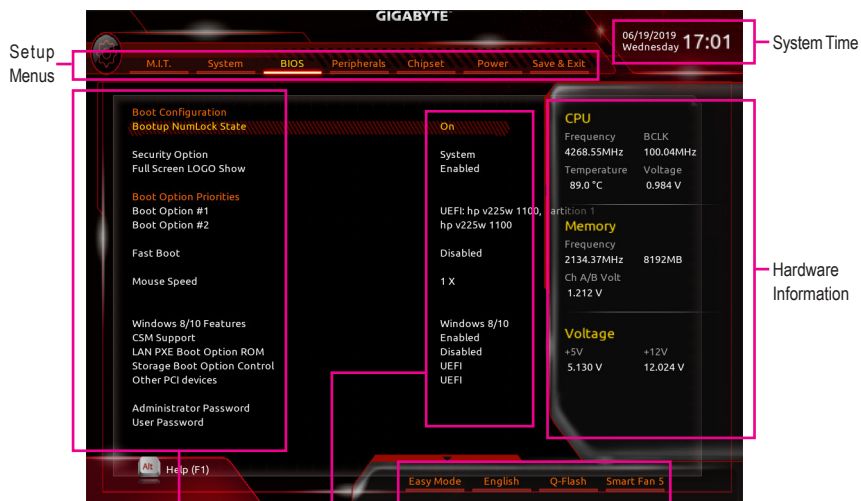 GIGABYTE™
06/19/2019
Wednesday 17:01
System Time
Setup
Menus
M.I.T. System BIOS Peripherals Chipset Power Save & Exit
Boot Configuration
Bootup NumLock State On
Security Option System
Full Screen LOGO Show Enabled
Boot Option Priorities
Boot Option #1 UEFI: hp v225w 1100, artition 1
Boot Option #2 hp v225w 1100
Fast Boot Disabled
Mouse Speed 1 X
Windows 8/10 Features Windows 8/10
CSM Support Enabled
LAN PXE Boot Option ROM Disabled
Storage Boot Option Control UEFI
Other PCI devices UEFI
Administrator Password
User Password
CPU
Frequency BCLK
4268.55MHz 100.04MHz
Temperature Voltage
89.0 °C 0.984 V
Memory
Frequency
2134.37MHz 8192MB
Ch A/B Volt
1.212 V
Voltage
+5V +12V
5.130 V 12.024 V
Hardware
Information
Alt Help (F1)
Easy Mode English Q-Flash Smart Fan 5